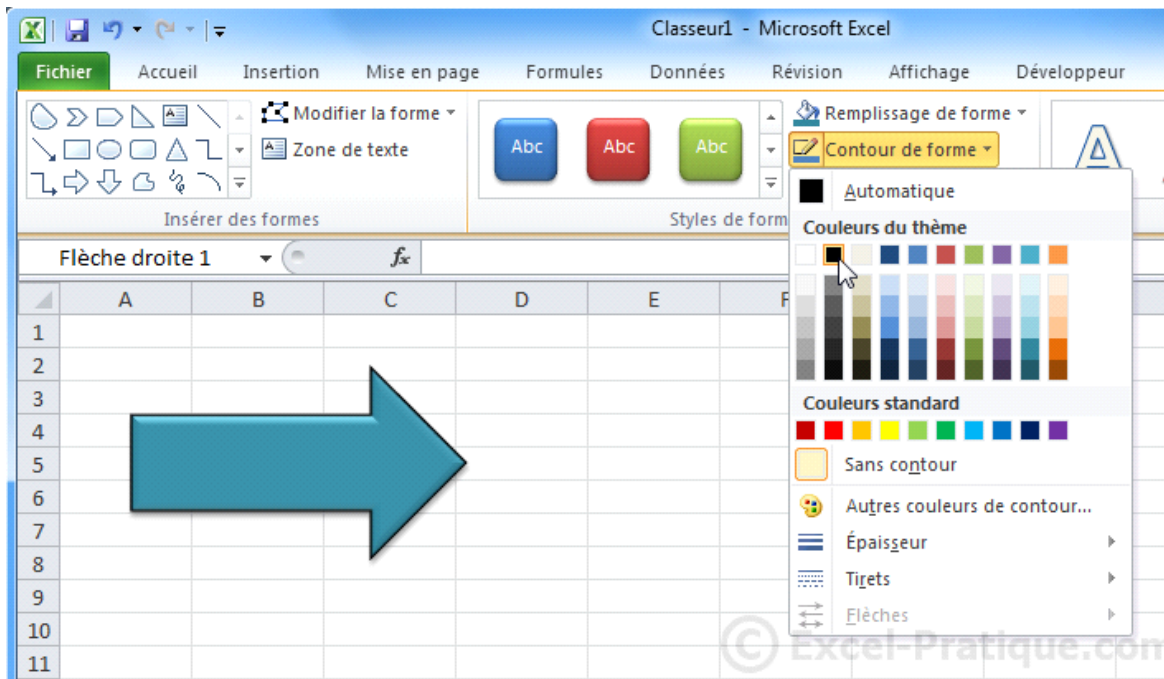 Classeur1 - Microsoft Excel
Fichier Accueil Insertion Mise en page Formules Données Révision Affichage Développeur
Modifier la forme
Zone de texte
Insérer des formes
Abc Abc Abc
Styles de form
Remplissage de forme
Contour de forme
A
Automatique
Couleurs du thème
Couleurs standard
Sans contour
Autres couleurs de contour...
Épaisseur
Tirets
Flèches
Flèche droite 1 fx
A B C D E F
1
2
3
4
5
6
7
8
9
10
11
© Excel-Pratique.com